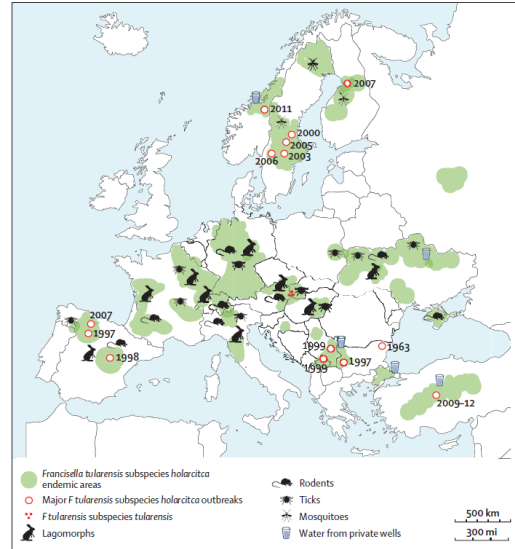 2007
2011
2000
2005
2006
2003
2007
1997
1998
1999
1999
1997
1963
2009–12
Francisella tularensis subspecies holarcitca
endemic areas
Major F tularensis subspecies holarcitca outbreaks
F tularensis subspecies tularensis
Lagomorphs
Rodents
Ticks
Mosquitoes
Water from private wells
500 km
300 mi